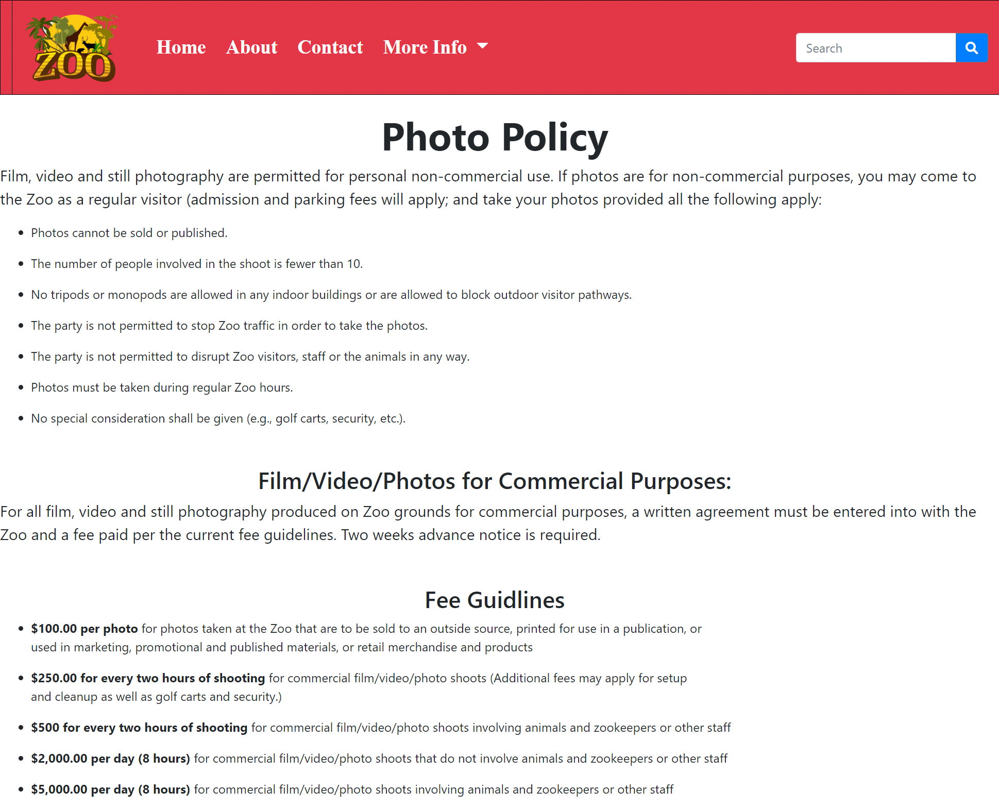 ZOO
Home About Contact More Info
Search
Photo Policy
Film, video and still photography are permitted for personal non-commercial use. If photos are for non-commercial purposes, you may come to
the Zoo as a regular visitor (admission and parking fees will apply; and take your photos provided all the following apply:
• Photos cannot be sold or published.
• The number of people involved in the shoot is fewer than 10.
• No tripods or monopods are allowed in any indoor buildings or are allowed to block outdoor visitor pathways.
• The party is not permitted to stop Zoo traffic in order to take the photos.
• The party is not permitted to disrupt Zoo visitors, staff or the animals in any way.
• Photos must be taken during regular Zoo hours.
• No special consideration shall be given (e.g., golf carts, security, etc.).
Film/Video/Photos for Commercial Purposes:
For all film, video and still photography produced on Zoo grounds for commercial purposes, a written agreement must be entered into with the
Zoo and a fee paid per the current fee guidelines. Two weeks advance notice is required.
Fee Guidlines
• $100.00 per photo for photos taken at the Zoo that are to be sold to an outside source, printed for use in a publication, or
used in marketing, promotional and published materials, or retail merchandise and products
• $250.00 for every two hours of shooting for commercial film/video/photo shoots (Additional fees may apply for setup
and cleanup as well as golf carts and security.)
• $500 for every two hours of shooting for commercial film/video/photo shoots involving animals and zookeepers or other staff
• $2,000.00 per day (8 hours) for commercial film/video/photo shoots that do not involve animals and zookeepers or other staff
• $5,000.00 per day (8 hours) for commercial film/video/photo shoots involving animals and zookeepers or other staff